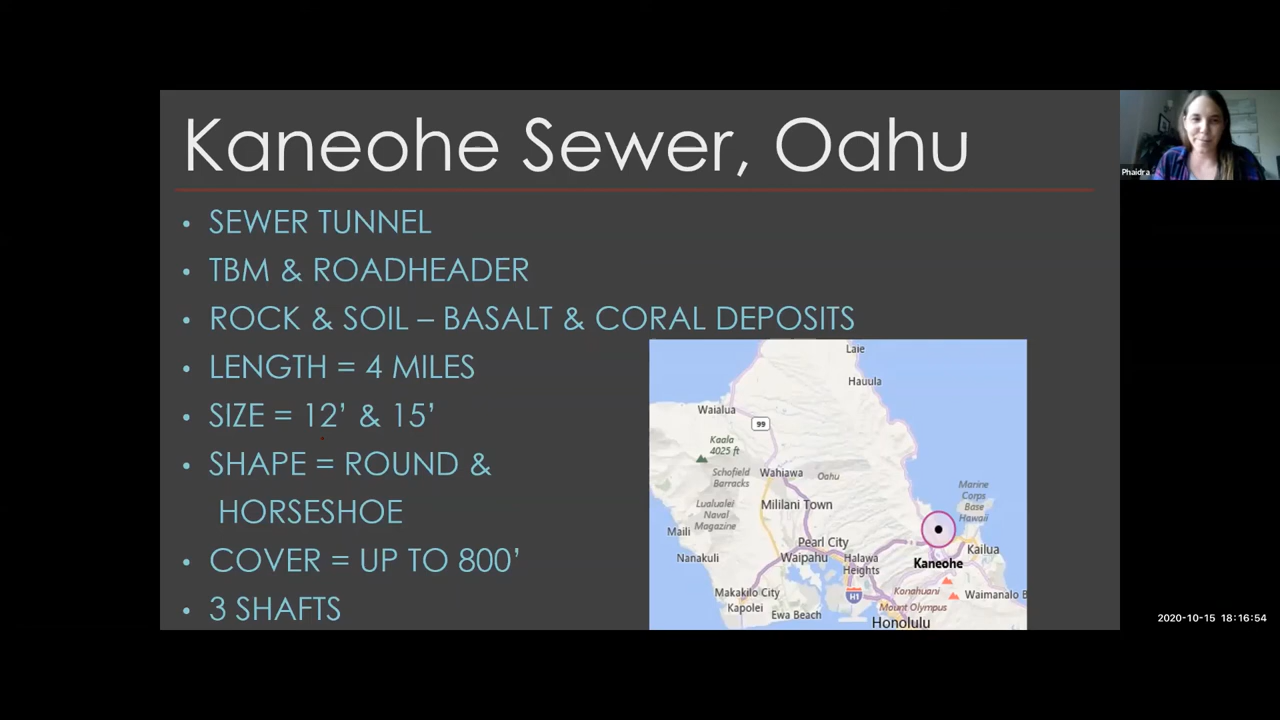 Kaneohe Sewer, Oahu
• SEWER TUNNEL
• TBM & ROADHEADER
• ROCK & SOIL – BASALT & CORAL DEPOSITS
• LENGTH = 4 MILES
• SIZE = 12’ & 15’
• SHAPE = ROUND &
HORSESHOE
• COVER = UP TO 800’
• 3 SHAFTS
Laie
Hauula
Waialua
99
Kaala
4025 ft
Schofield
Barracks
Wahiawa
Oahu
Marine
Corps
Base
Hawaii
Lualualei
Naval
Magazine
Mililani Town
Maili
Pearl City
Kailua
Nanakuli
Waipahu
Halawa
Heights
Kaneohe
Makakilo City
H1
Konahuani
Waimanalo B
Kapolei
Ewa Beach
Mount Olympus
Honolulu
Phaidra
2020-10-15 18:16:54